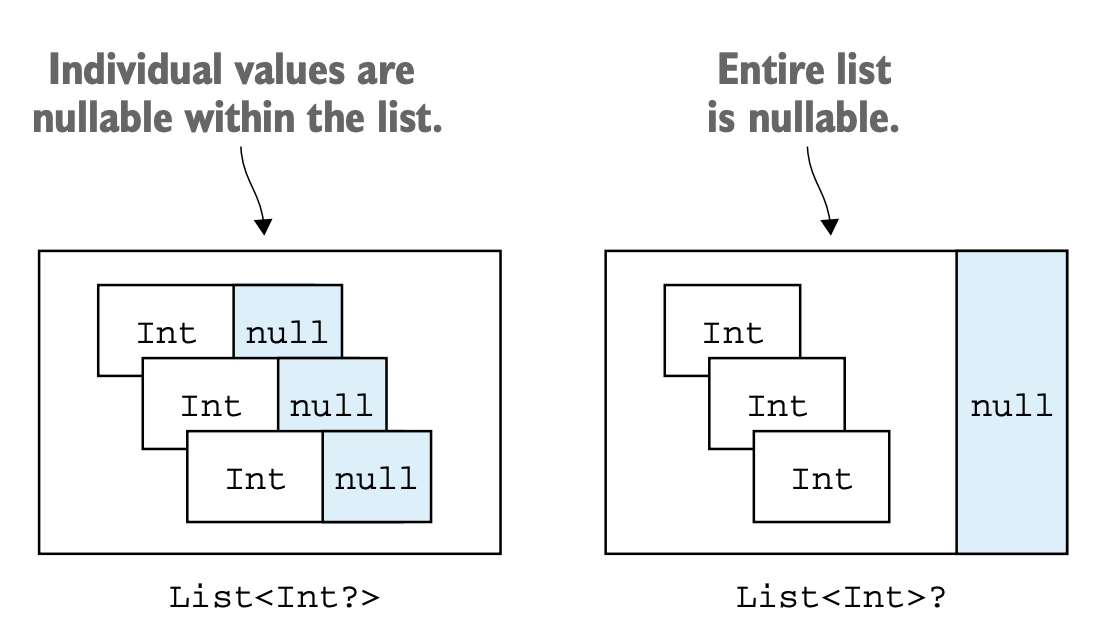 Individual values are
nullable within the list.
Int null
Int null
Int null
List<Int?>
Entire list
is nullable.
Int
Int
Int
null
List<Int>?